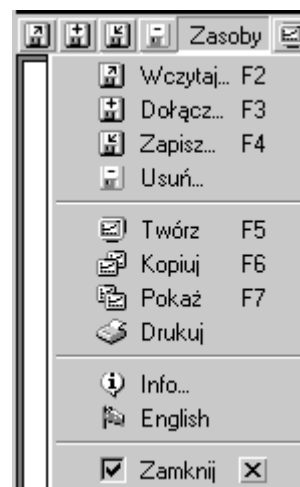 Zasoby
Wczytaj... F2
Dołącz... F3
Zapisz... F4
Usuń...
Twórz F5
Kopiuj F6
Pokaż F7
Drukuj
Info...
English
Zamknij